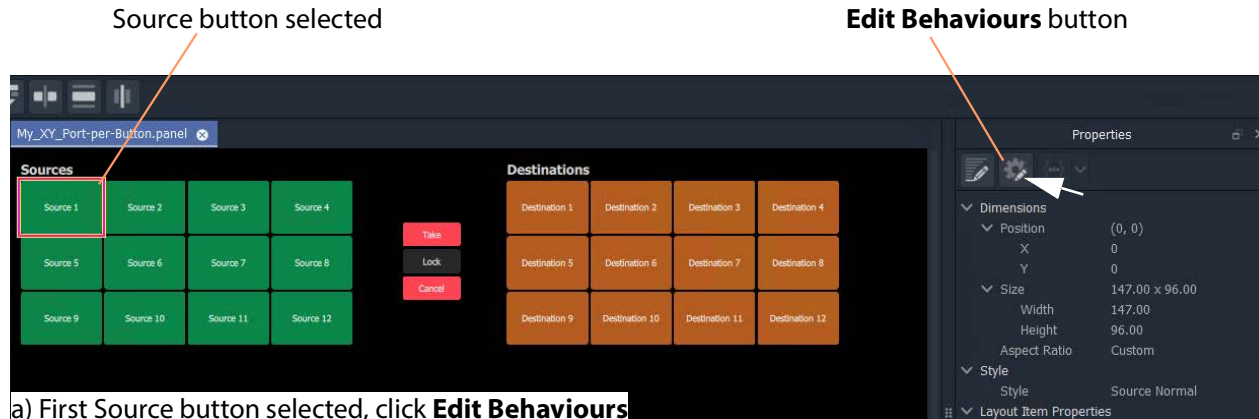 Source button selected
Edit Behaviours button
My_XY_Port-per-Button.panel
Properties
Sources
Destinations
Source 1 Source 2 Source 3 Source 4
Destination 1 Destination 2 Destination 3 Destination 4
Take
Source 5 Source 6 Source 7 Source 8
Lock
Destination 5 Destination 6 Destination 7 Destination 8
Cancel
Source 9 Source 10 Source 11 Source 12
Destination 9 Destination 10 Destination 11 Destination 12
Dimensions
Position (0, 0)
X 0
Y 0
Size 147.00 x 96.00
Width 147.00
Height 96.00
Aspect Ratio Custom
Style
Style Source Normal
Layout Item Properties
a) First Source button selected, click Edit Behaviours